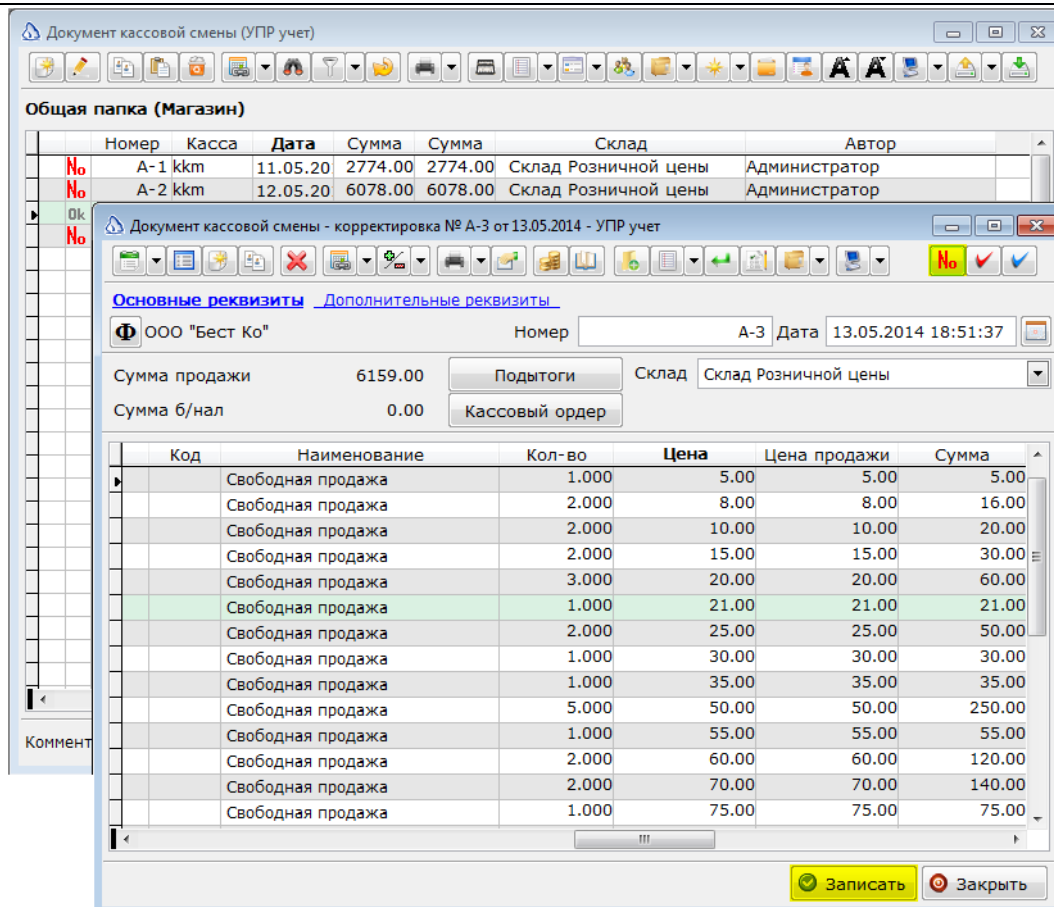 Документ кассовой смены (УПР учет)
Общая папка (Магазин)
Номер Касса Дата Сумма Сумма Склад Автор
No A-1 kkm 11.05.20 2774.00 2774.00 Склад Розничной цены Администратор
No A-2 kkm 12.05.20 6078.00 6078.00 Склад Розничной цены Администратор
Ok
No
Коммент
Документ кассовой смены - корректировка № А-3 от 13.05.2014 - УПР учет
No
Основные реквизиты Дополнительные реквизиты
Ф ООО "Бест Ко" Номер А-3 Дата 13.05.2014 18:51:37
Сумма продажи 6159.00 Подытоги Склад Склад Розничной цены
Сумма б/нал 0.00 Кассовый ордер
Код Наименование Кол-во Цена Цена продажи Сумма
Свободная продажа 1.000 5.00 5.00 5.00
Свободная продажа 2.000 8.00 8.00 16.00
Свободная продажа 2.000 10.00 10.00 20.00
Свободная продажа 2.000 15.00 15.00 30.00
Свободная продажа 3.000 20.00 20.00 60.00
Свободная продажа 1.000 21.00 21.00 21.00
Свободная продажа 2.000 25.00 25.00 50.00
Свободная продажа 1.000 30.00 30.00 30.00
Свободная продажа 1.000 35.00 35.00 35.00
Свободная продажа 5.000 50.00 50.00 250.00
Свободная продажа 1.000 55.00 55.00 55.00
Свободная продажа 2.000 60.00 60.00 120.00
Свободная продажа 2.000 70.00 70.00 140.00
Свободная продажа 1.000 75.00 75.00 75.00
Записать Закрыть